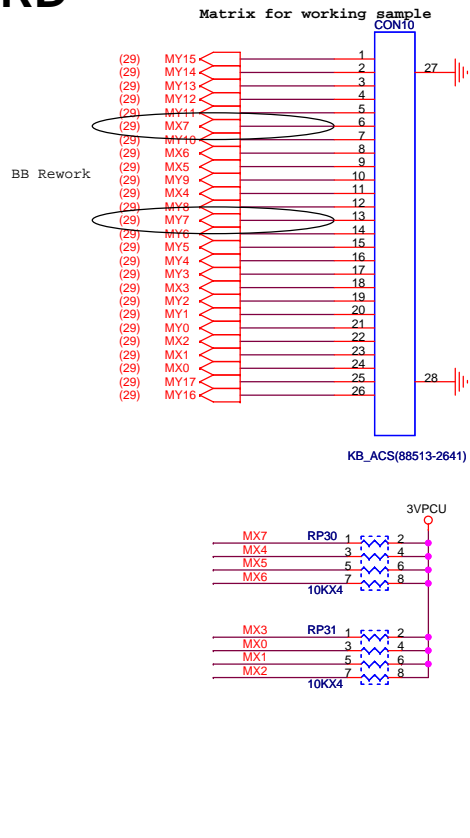 Matrix for working sample
CON10
(29) MY15 1
(29) MY14 2 27
(29) MY13 3
(29) MY12 4
(29) MY11 5
(29) MX7 6
(29) MY10 7
(29) MX6 8
(29) MX5 9
BB Rework (29) MY9 10
(29) MX4 11
(29) MY8 12
(29) MY7 13
(29) MY6 14
(29) MY5 15
(29) MY4 16
(29) MY3 17
(29) MX3 18
(29) MY2 19
(29) MY1 20
(29) MY0 21
(29) MX2 22
(29) MX1 23
(29) MX0 24
(29) MY17 25 28
(29) MY16 26
KB_ACS(88513-2641)
3VPCU
MX7 RP30 1 2
MX4 3 4
MX5 5 6
MX6 7 8
10KX4
MX3 RP31 1 2
MX0 3 4
MX1 5 6
MX2 7 8
10KX4